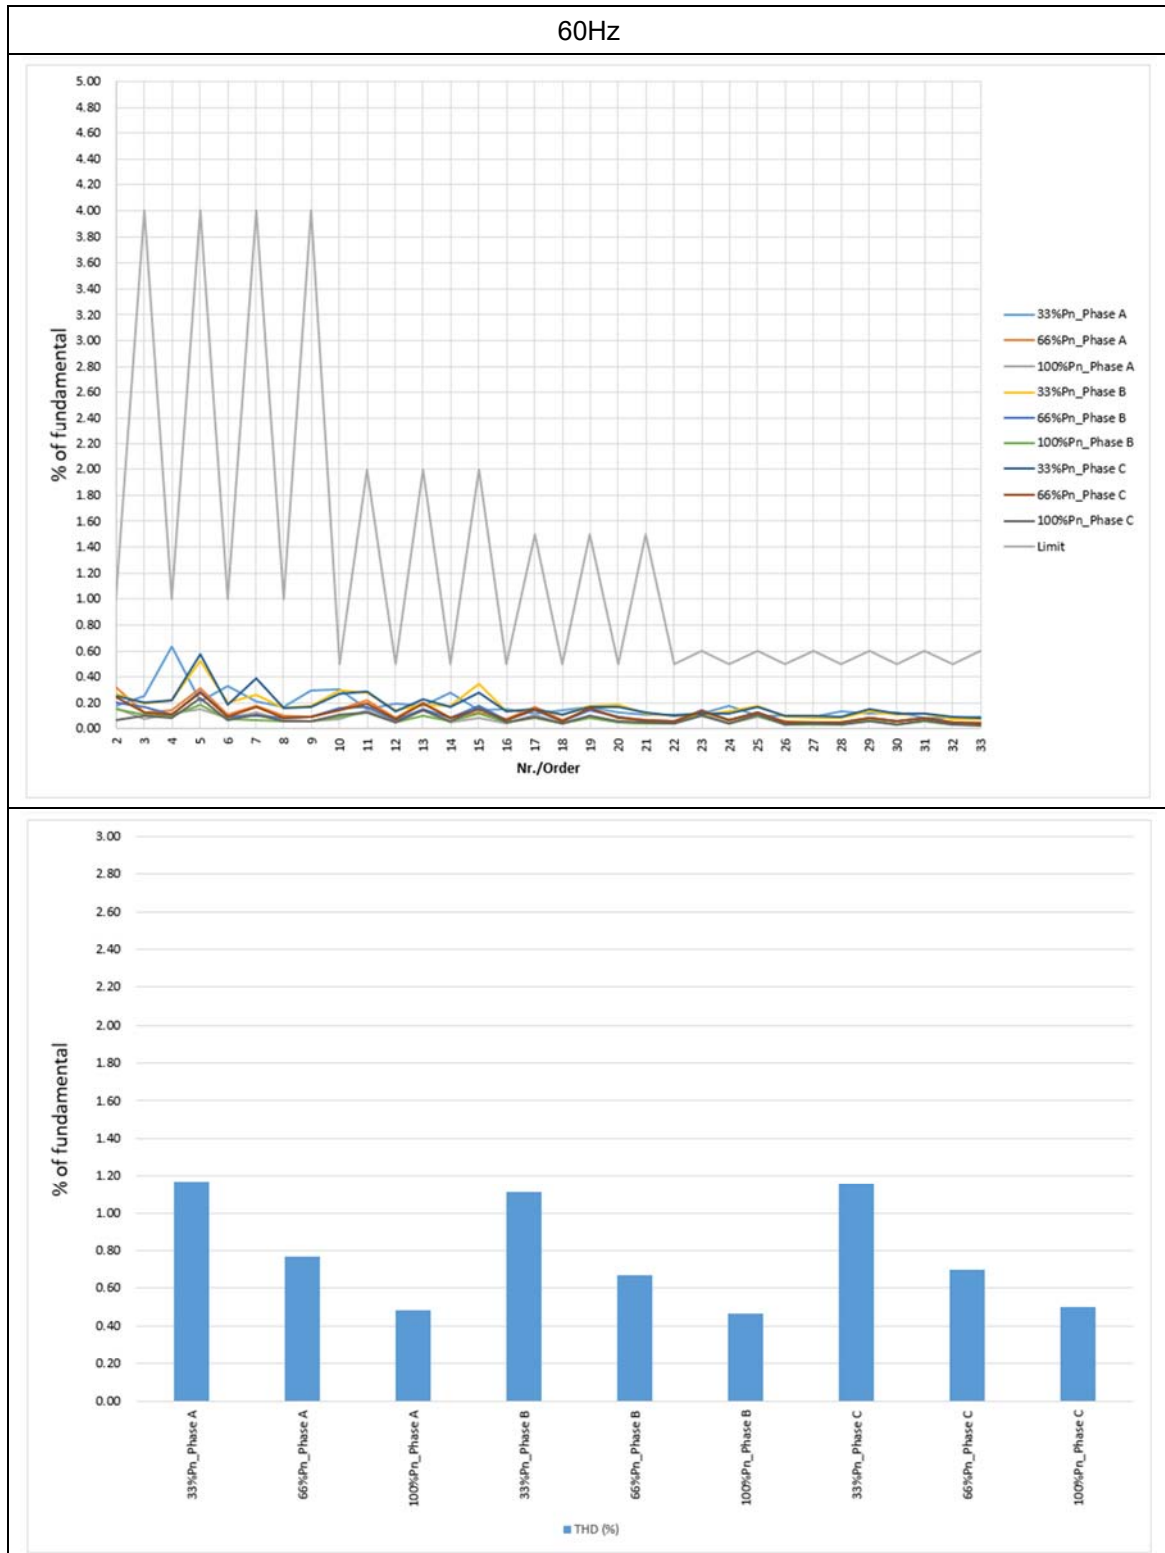 60Hz
5.00
4.80
4.60
4.40
4.20
4.00
3.80
3.60
3.40
3.20
3.00
2.80
2.60
2.40
2.20
2.00
1.80
1.60
1.40
1.20
1.00
0.80
0.60
0.40
0.20
0.00
% of fundamental
2 3 4 5 6 7 8 9 10 11 12 13 14 15 16 17 18 19 20 21 22 23 24 25 26 27 28 29 30 31 32 33
Nr./Order
33%Pn_Phase A
66%Pn_Phase A
100%Pn_Phase A
33%Pn_Phase B
66%Pn_Phase B
100%Pn_Phase B
33%Pn_Phase C
66%Pn_Phase C
100%Pn_Phase C
Limit
3.00
2.80
2.60
2.40
2.20
2.00
1.80
1.60
1.40
1.20
1.00
0.80
0.60
0.40
0.20
0.00
% of fundamental
33%Pn_Phase A
66%Pn_Phase A
100%Pn_Phase A
33%Pn_Phase B
66%Pn_Phase B
100%Pn_Phase B
33%Pn_Phase C
66%Pn_Phase C
100%Pn_Phase C
THD (%)